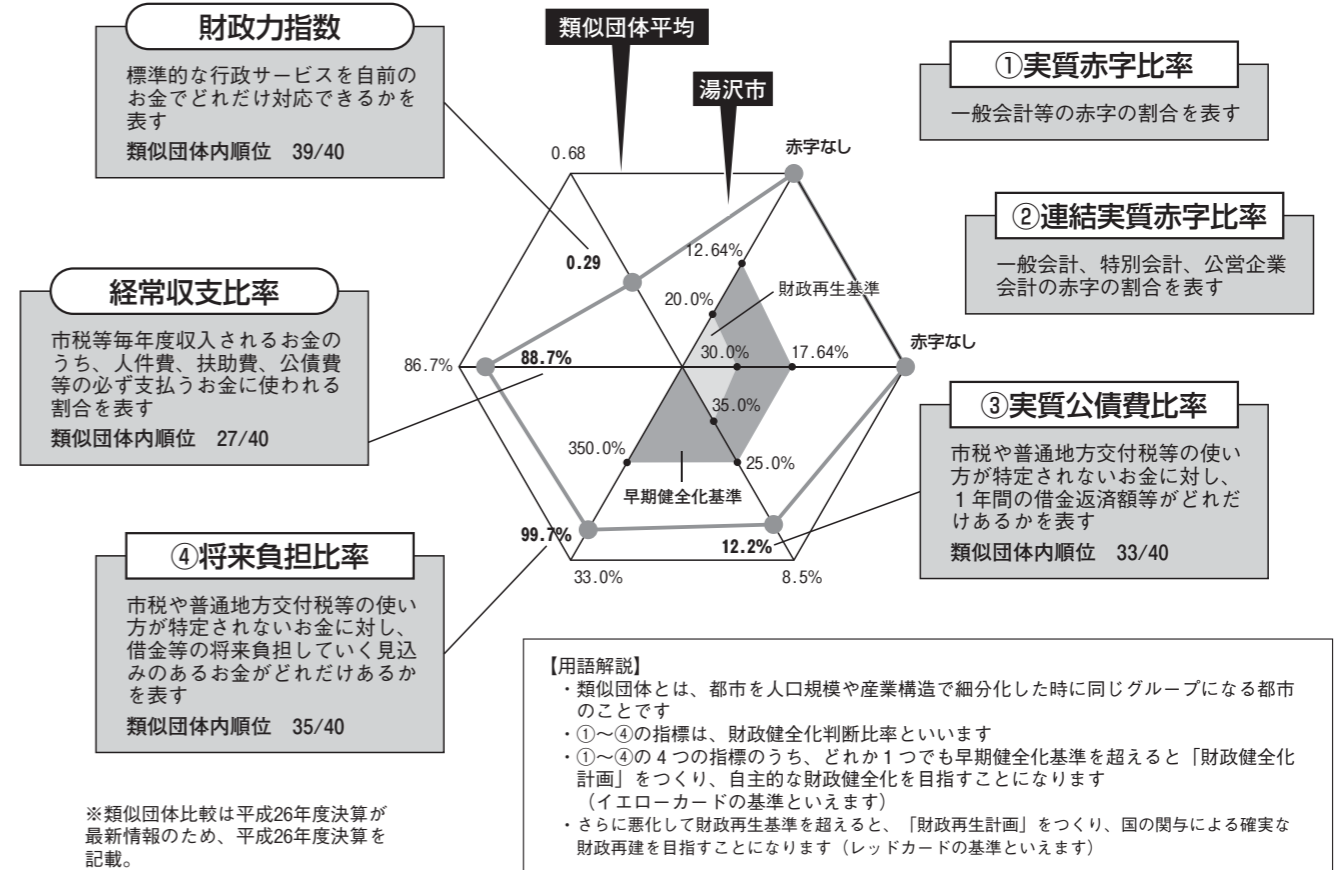 財政力指数
標準的な行政サービスを自前の
お金でどれだけ対応できるかを
表す
類似団体内順位　39/40
類似団体平均
湯沢市
①実質赤字比率
一般会計等の赤字の割合を表す
②連結実質赤字比率
一般会計、特別会計、公営企業
会計の赤字の割合を表す
0.68
赤字なし
0.29
12.64%
20.0%
財政再生基準
経常収支比率
市税等毎年度収入されるお金の
うち、人件費、扶助費、公債費
等の必ず支払うお金に使われる
割合を表す
類似団体内順位　27/40
86.7%
88.7%
30.0%
17.64%
赤字なし
35.0%
350.0%
25.0%
早期健全化基準
99.7%
12.2%
33.0%
8.5%
③実質公債費比率
市税や普通地方交付税等の使い
方が特定されないお金に対し、
１年間の借金返済額等がどれだ
けあるかを表す
類似団体内順位　33/40
④将来負担比率
市税や普通地方交付税等の使い
方が特定されないお金に対し、
借金等の将来負担していく見込
みのあるお金がどれだけあるか
を表す
類似団体内順位　35/40
※類似団体比較は平成26年度決算が
最新情報のため、平成26年度決算を
記載。
【用語解説】
・類似団体とは、都市を人口規模や産業構造で細分化した時に同じグループになる都市
のことです
・①～④の指標は、財政健全化判断比率といいます
・①～④の４つの指標のうち、どれか１つでも早期健全化基準を超えると「財政健全化
計画」をつくり、自主的な財政健全化を目指すことになります
（イエローカードの基準といえます）
・さらに悪化して財政再生基準を超えると、「財政再生計画」をつくり、国の関与による確実な
財政再建を目指すことになります（レッドカードの基準といえます）